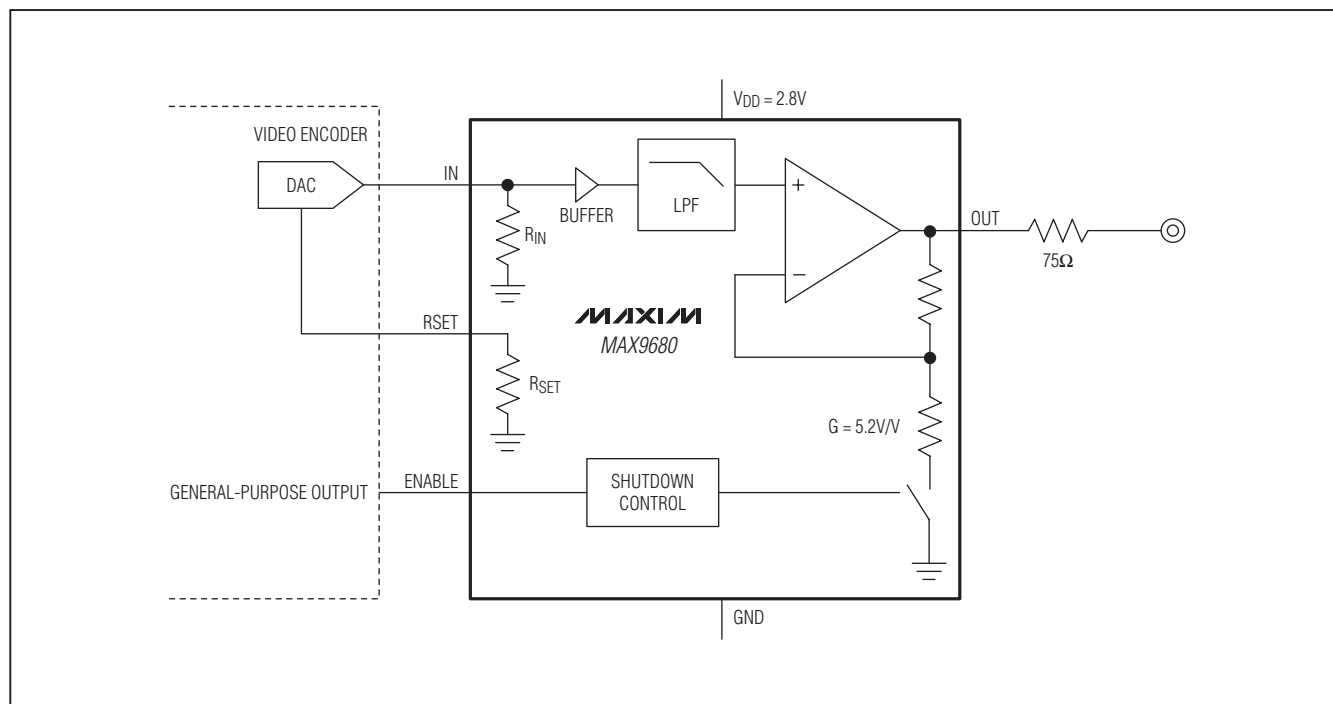 VDD = 2.8V
VIDEO ENCODER
DAC
IN
BUFFER
LPF
+
−
OUT
75Ω
RIN
RSET
MAXIM
MAX9680
RSET
G = 5.2V/V
GENERAL-PURPOSE OUTPUT
ENABLE
SHUTDOWN
CONTROL
GND